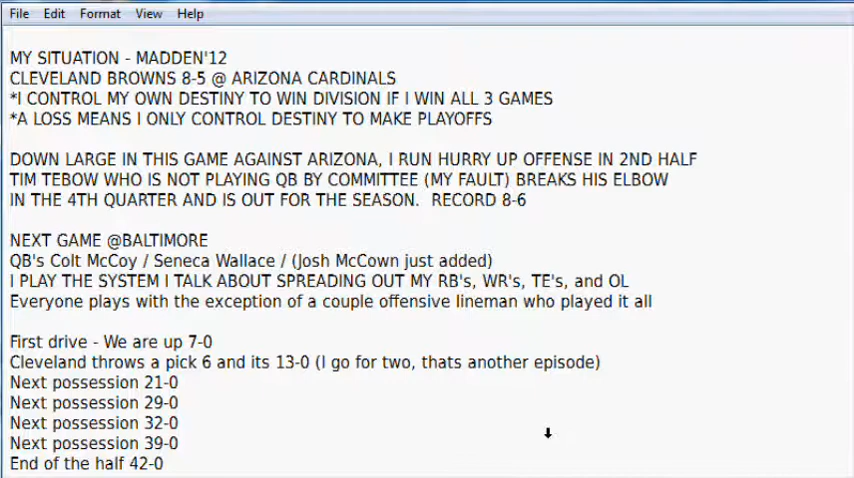 File Edit Format View Help
MY SITUATION - MADDEN'12
CLEVELAND BROWNS 8-5 @ ARIZONA CARDINALS
*I CONTROL MY OWN DESTINY TO WIN DIVISION IF I WIN ALL 3 GAMES
*A LOSS MEANS I ONLY CONTROL DESTINY TO MAKE PLAYOFFS
DOWN LARGE IN THIS GAME AGAINST ARIZONA, I RUN HURRY UP OFFENSE IN 2ND HALF
TIM TEBOW WHO IS NOT PLAYING QB BY COMMITTEE (MY FAULT) BREAKS HIS ELBOW
IN THE 4TH QUARTER AND IS OUT FOR THE SEASON. RECORD 8-6
NEXT GAME @BALTIMORE
QB's Colt McCoy / Seneca Wallace / (Josh McCown just added)
I PLAY THE SYSTEM I TALK ABOUT SPREADING OUT MY RB's, WR's, TE's, and OL
Everyone plays with the exception of a couple offensive lineman who played it all
First drive - We are up 7-0
Cleveland throws a pick 6 and its 13-0 (I go for two, thats another episode)
Next possession 21-0
Next possession 29-0
Next possession 32-0
Next possession 39-0
End of the half 42-0